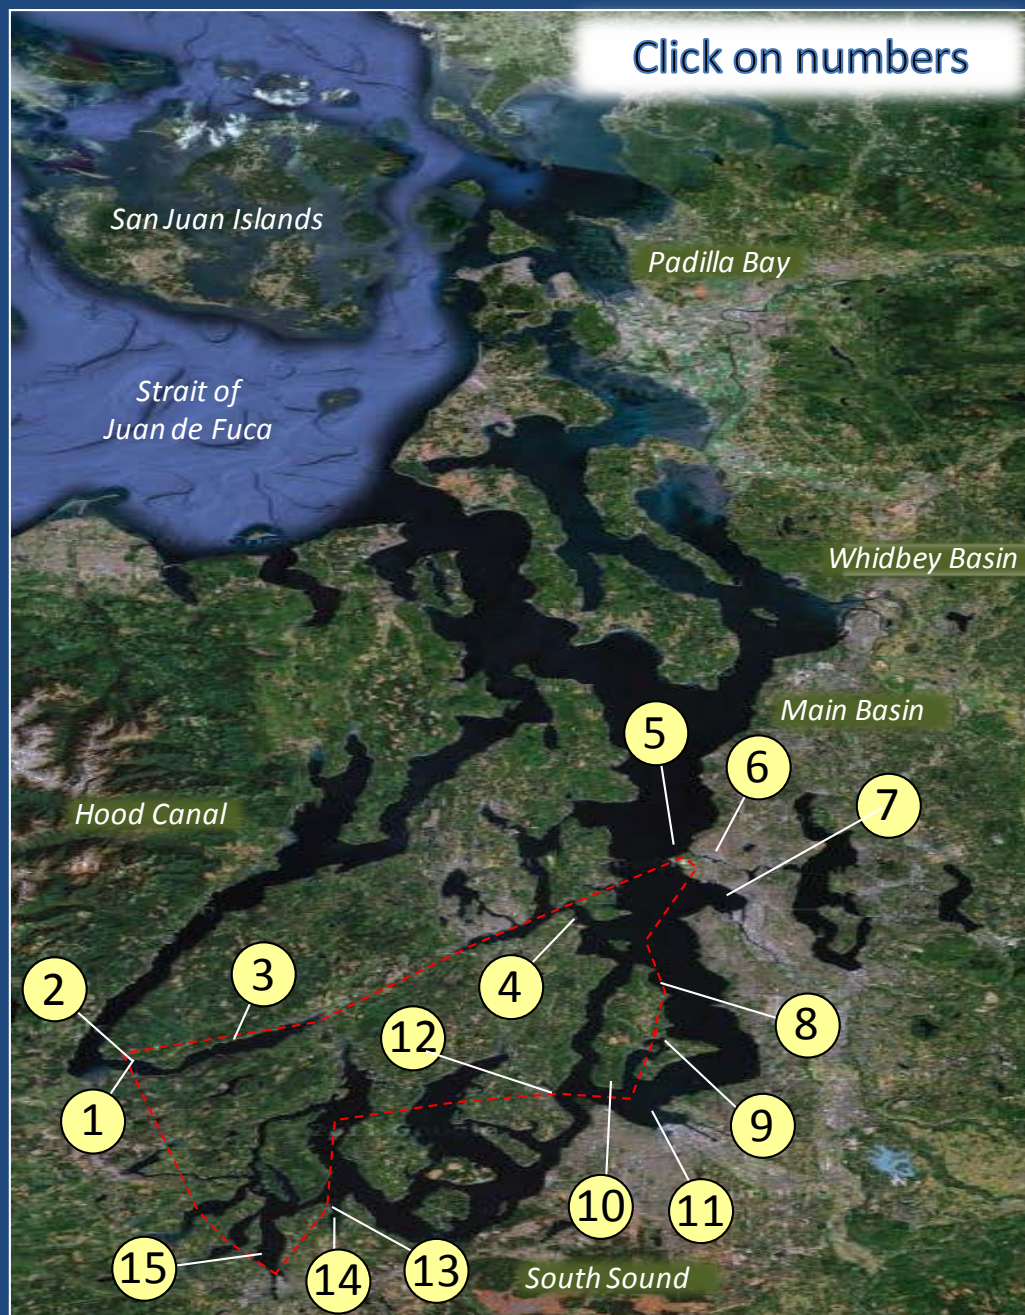 Click on numbers
San Juan Islands
Padilla Bay
Strait of
Juan de Fuca
Whidbey Basin
Main Basin
5
6
7
Hood Canal
3
2
4
8
12
1
9
10
11
15
14
13
South Sound